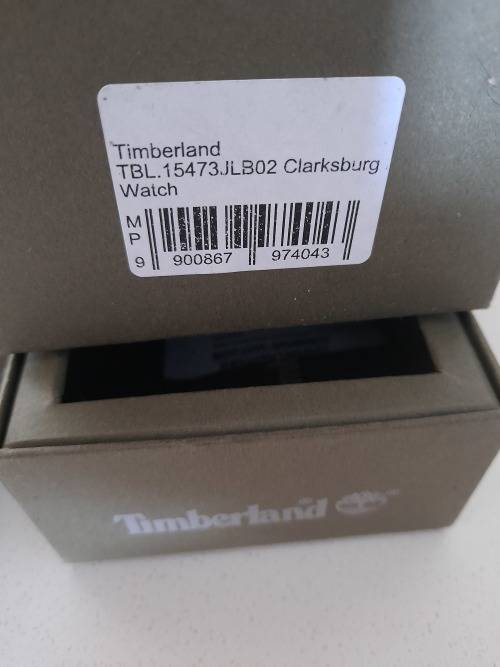 Timberland
TBL.15473JLB02 Clarksburg
Watch
M
P
9 900867 974043
Timberland